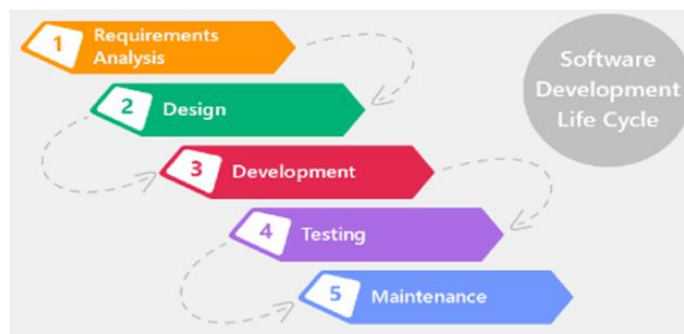 1
Requirements
Analysis
2
Design
3
Development
4
Testing
5
Maintenance
Software
Development
Life Cycle